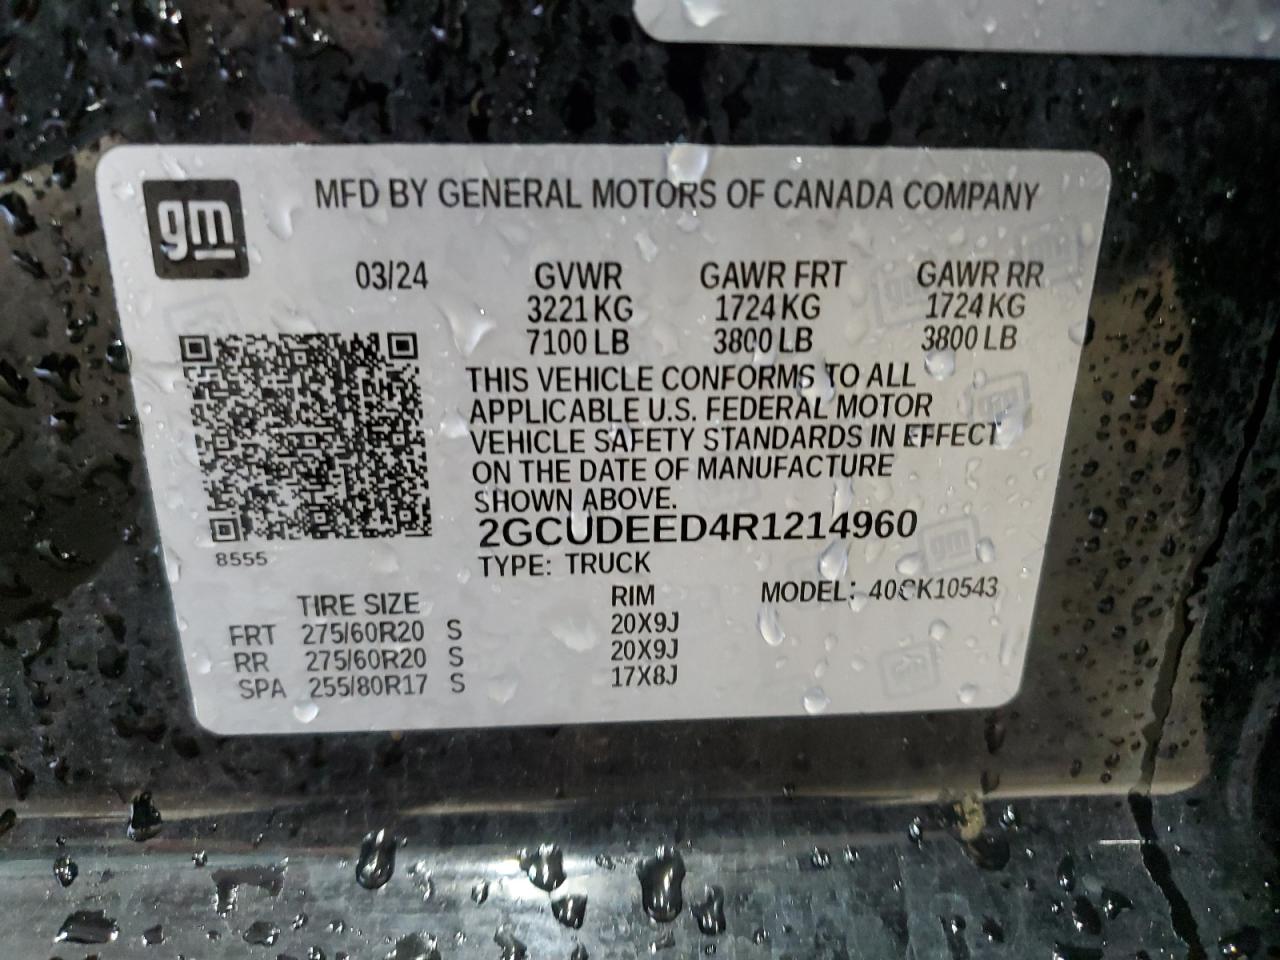 gm
MFD BY GENERAL MOTORS OF CANADA COMPANY
03/24 GVWR GAWR FRT GAWR RR
3221 KG 1724 KG 1724 KG
7100 LB 3800 LB 3800 LB
THIS VEHICLE CONFORMS TO ALL
APPLICABLE U.S. FEDERAL MOTOR
VEHICLE SAFETY STANDARDS IN EFFECT
ON THE DATE OF MANUFACTURE
SHOWN ABOVE.
2GCUDEED4R1214960
8555
TYPE: TRUCK
TIRE SIZE RIM MODEL: 40CK10543
FRT 275/60R20 S 20X9J
RR 275/60R20 S 20X9J
SPA 255/80R17 S 17X8J